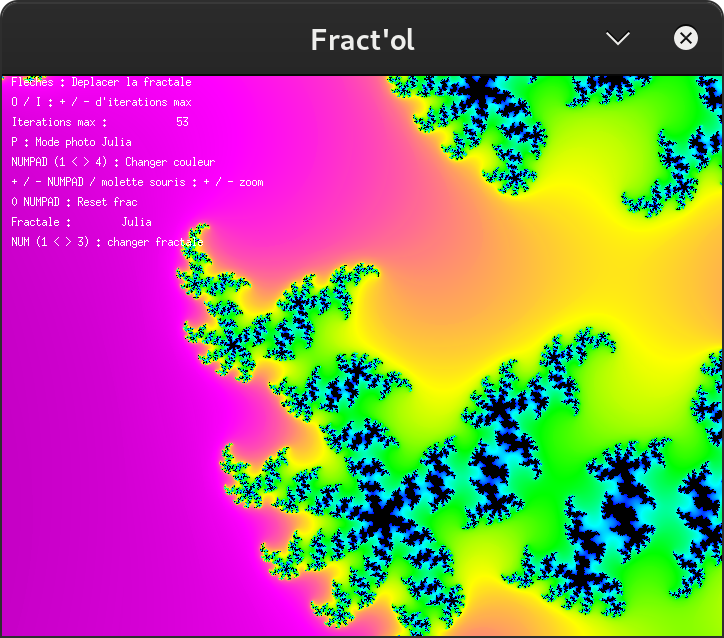 Fract'ol
Fleches : Deplacer la fractale
O / I : + / - d'iterations max
Iterations max : 53
P : Mode photo Julia
NUMPAD (1 < > 4) : Changer couleur
+ / - NUMPAD / molette souris : + / - zoom
0 NUMPAD : Reset frac
Fractale : Julia
NUM (1 < > 3) : changer fractale